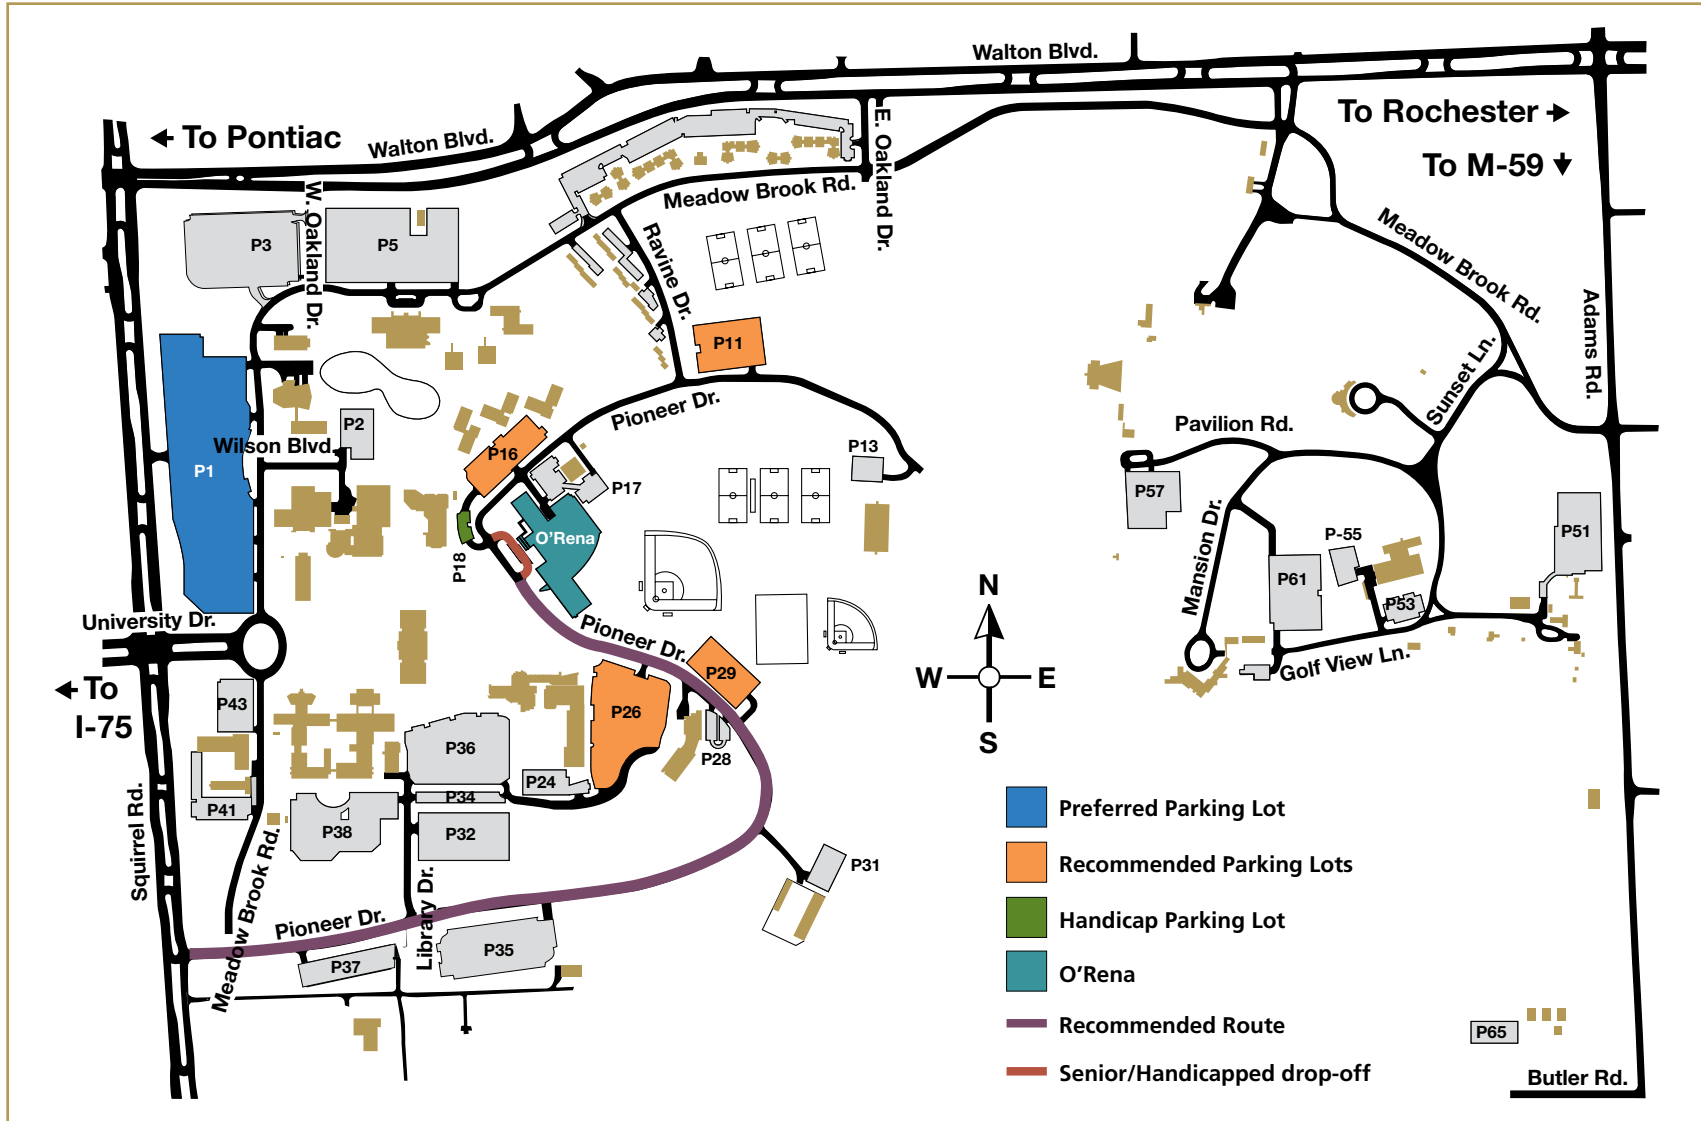 Walton Blvd.
To Rochester
To Pontiac
Walton Blvd.
E. Oakland Dr.
To M-59
Meadow Brook Rd.
W. Oakland Dr.
P3
P5
Ravine Dr.
Meadow Brook Rd.
Adams Rd.
P11
Sunset Ln.
Pioneer Dr.
P2
Pavilion Rd.
Wilson Blvd.
P16
P13
P1
P17
P57
Mansion Dr.
P-55
P51
O'Rena
P18
P61
N
P53
University Dr.
Pioneer Dr.
Golf View Ln.
P29
W
E
To
I-75
P43
P26
S
P36
P28
P24
P34
P41
P38
P32
Preferred Parking Lot
Squirrel Rd.
Meadow Brook Rd.
P31
Recommended Parking Lots
Library Dr.
Pioneer Dr.
Handicap Parking Lot
P35
P37
O'Rena
Recommended Route
P65
Senior/Handicapped drop-off
Butler Rd.